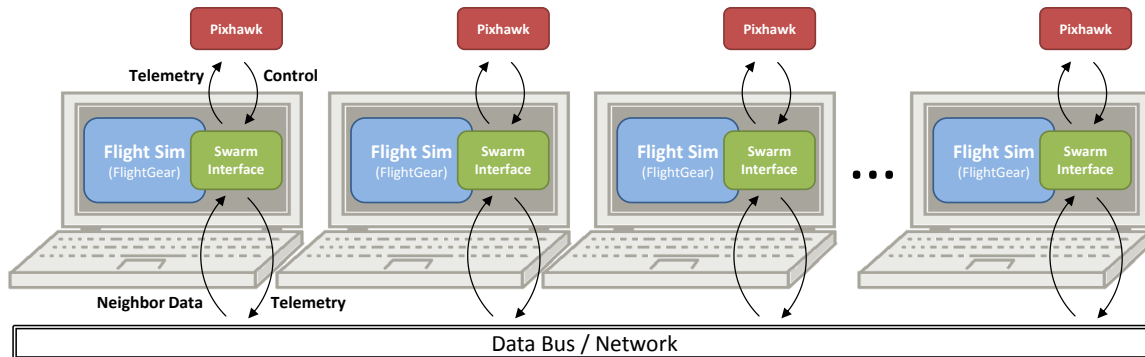 Pixhawk
Pixhawk
Pixhawk
Pixhawk
Telemetry
Control
Flight Sim
(FlightGear)
Swarm
Interface
Flight Sim
(FlightGear)
Swarm
Interface
Flight Sim
(FlightGear)
Swarm
Interface
...
Flight Sim
(FlightGear)
Swarm
Interface
Neighbor Data
Telemetry
Data Bus / Network